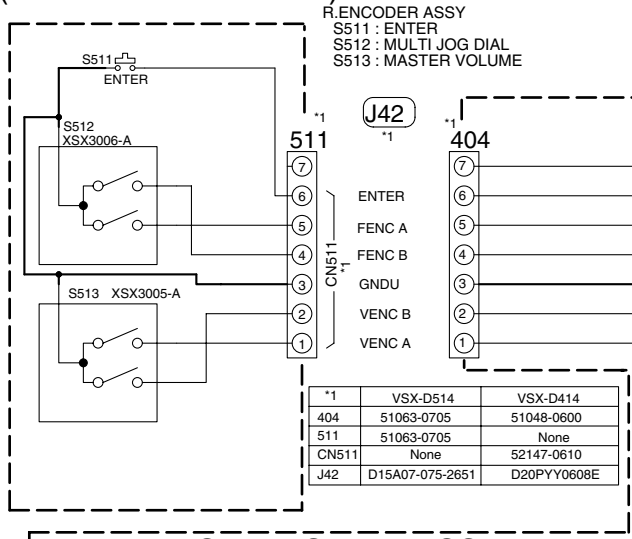 R.ENCODER ASSY
S511 : ENTER
S512 : MULTI JOG DIAL
S513 : MASTER VOLUME
S511
ENTER
S512
XSX3006-A
*1
J42
*1
*1
511
404
7
7
6
ENTER
6
5
FENC A
5
4
FENC B
4
CN511
*1
3
GNDU
3
S513 XSX3005-A
2
VENC B
2
1
VENC A
1
*1 VSX-D514 VSX-D414
404 51063-0705 51048-0600
511 51063-0705 None
CN511 None 52147-0610
J42 D15A07-075-2651 D20PYY0608E